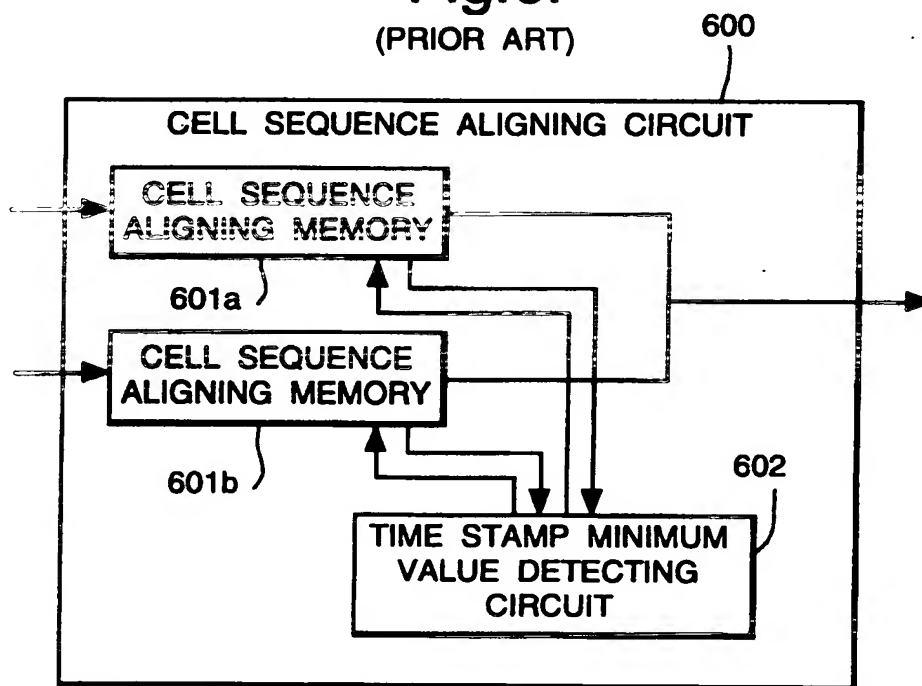 (PRIOR ART)
600
CELL SEQUENCE ALIGNING CIRCUIT
CELL SEQUENCE
ALIGNING MEMORY
601a
CELL SEQUENCE
ALIGNING MEMORY
601b
602
TIME STAMP MINIMUM
VALUE DETECTING
CIRCUIT